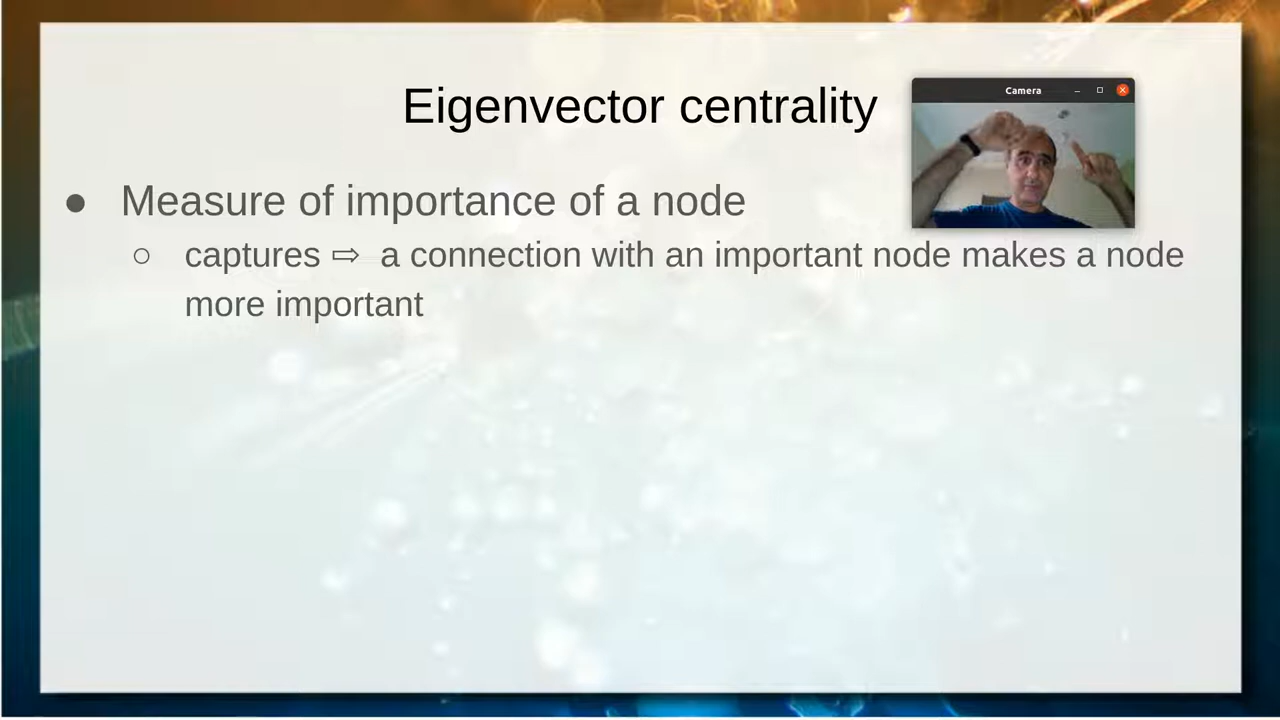 Eigenvector centrality
Camera
● Measure of importance of a node
○ captures ⇨ a connection with an important node makes a node
more important